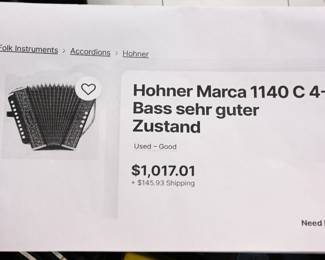 Folk Instruments > Accordions > Hohner
Hohner Marca 1140 C 4-
Bass sehr guter
Zustand
Used – Good
$1,017.01
+ $145.93 Shipping
Need